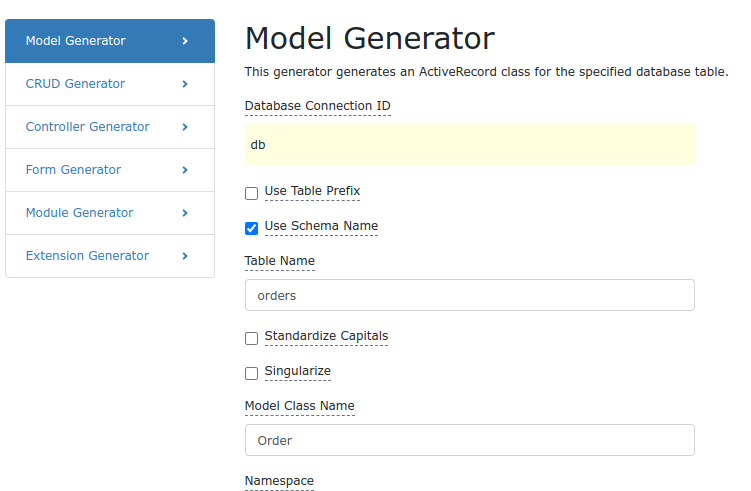 Model Generator
CRUD Generator
Controller Generator
Form Generator
Module Generator
Extension Generator
Model Generator
This generator generates an ActiveRecord class for the specified database table.
Database Connection ID
db
Use Table Prefix
Use Schema Name
Table Name
orders
Standardize Capitals
Singularize
Model Class Name
Order
Namespace